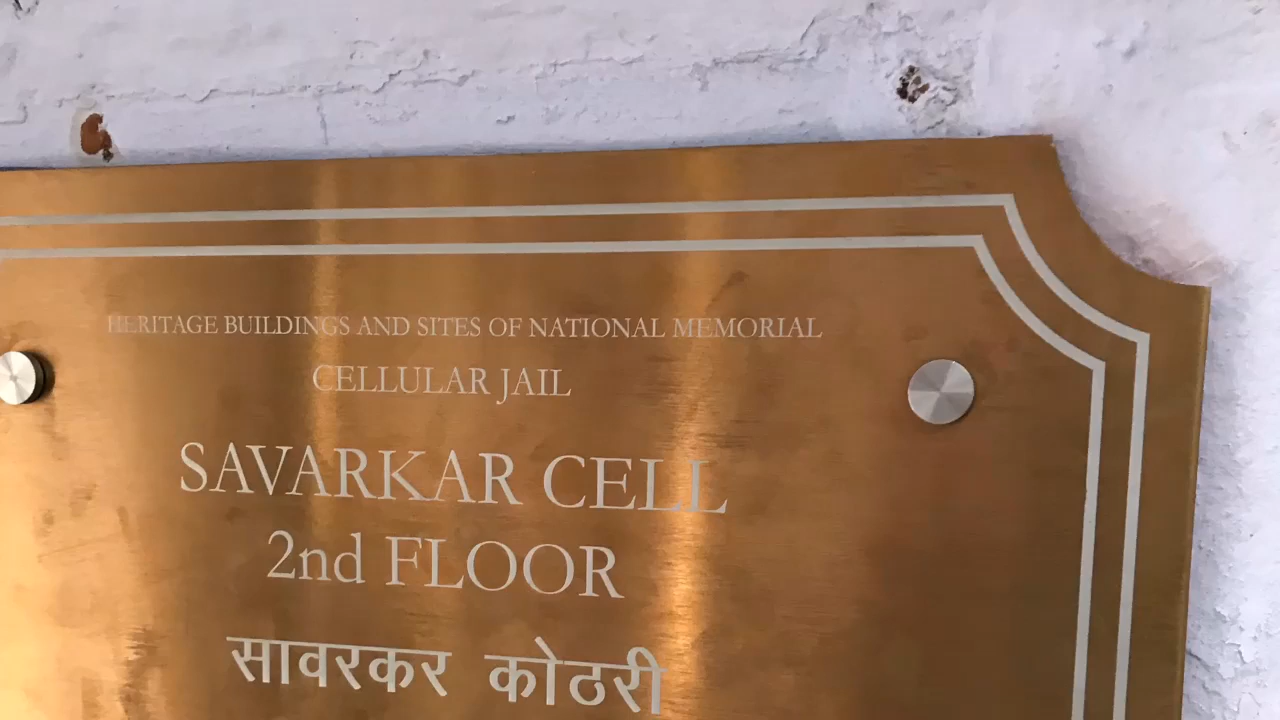 HERITAGE BUILDINGS AND SITES OF NATIONAL MEMORIAL
CELLULAR JAIL
SAVARKAR CELL
2nd FLOOR
सावरकर कोठरी